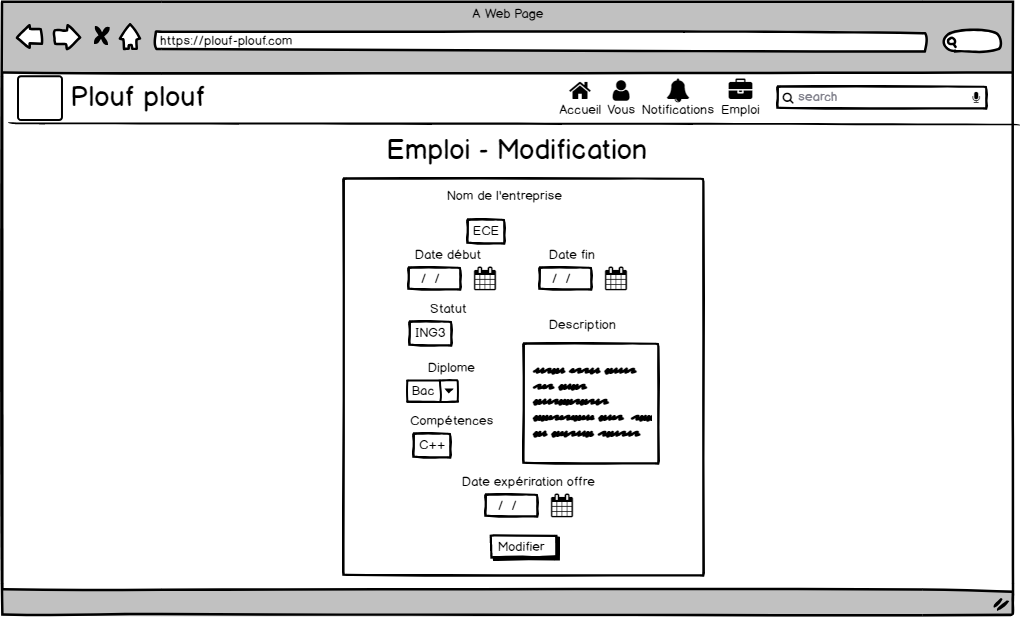 A Web Page
https://plouf-plouf.com
Plouf plouf
Accueil Vous Notifications Emploi
search
Emploi - Modification
Nom de l'entreprise
ECE
Date début Date fin
/ / / /
Statut
ING3
Description
Diplome
Bac
Compétences
C++
Date expériration offre
/ /
Modifier